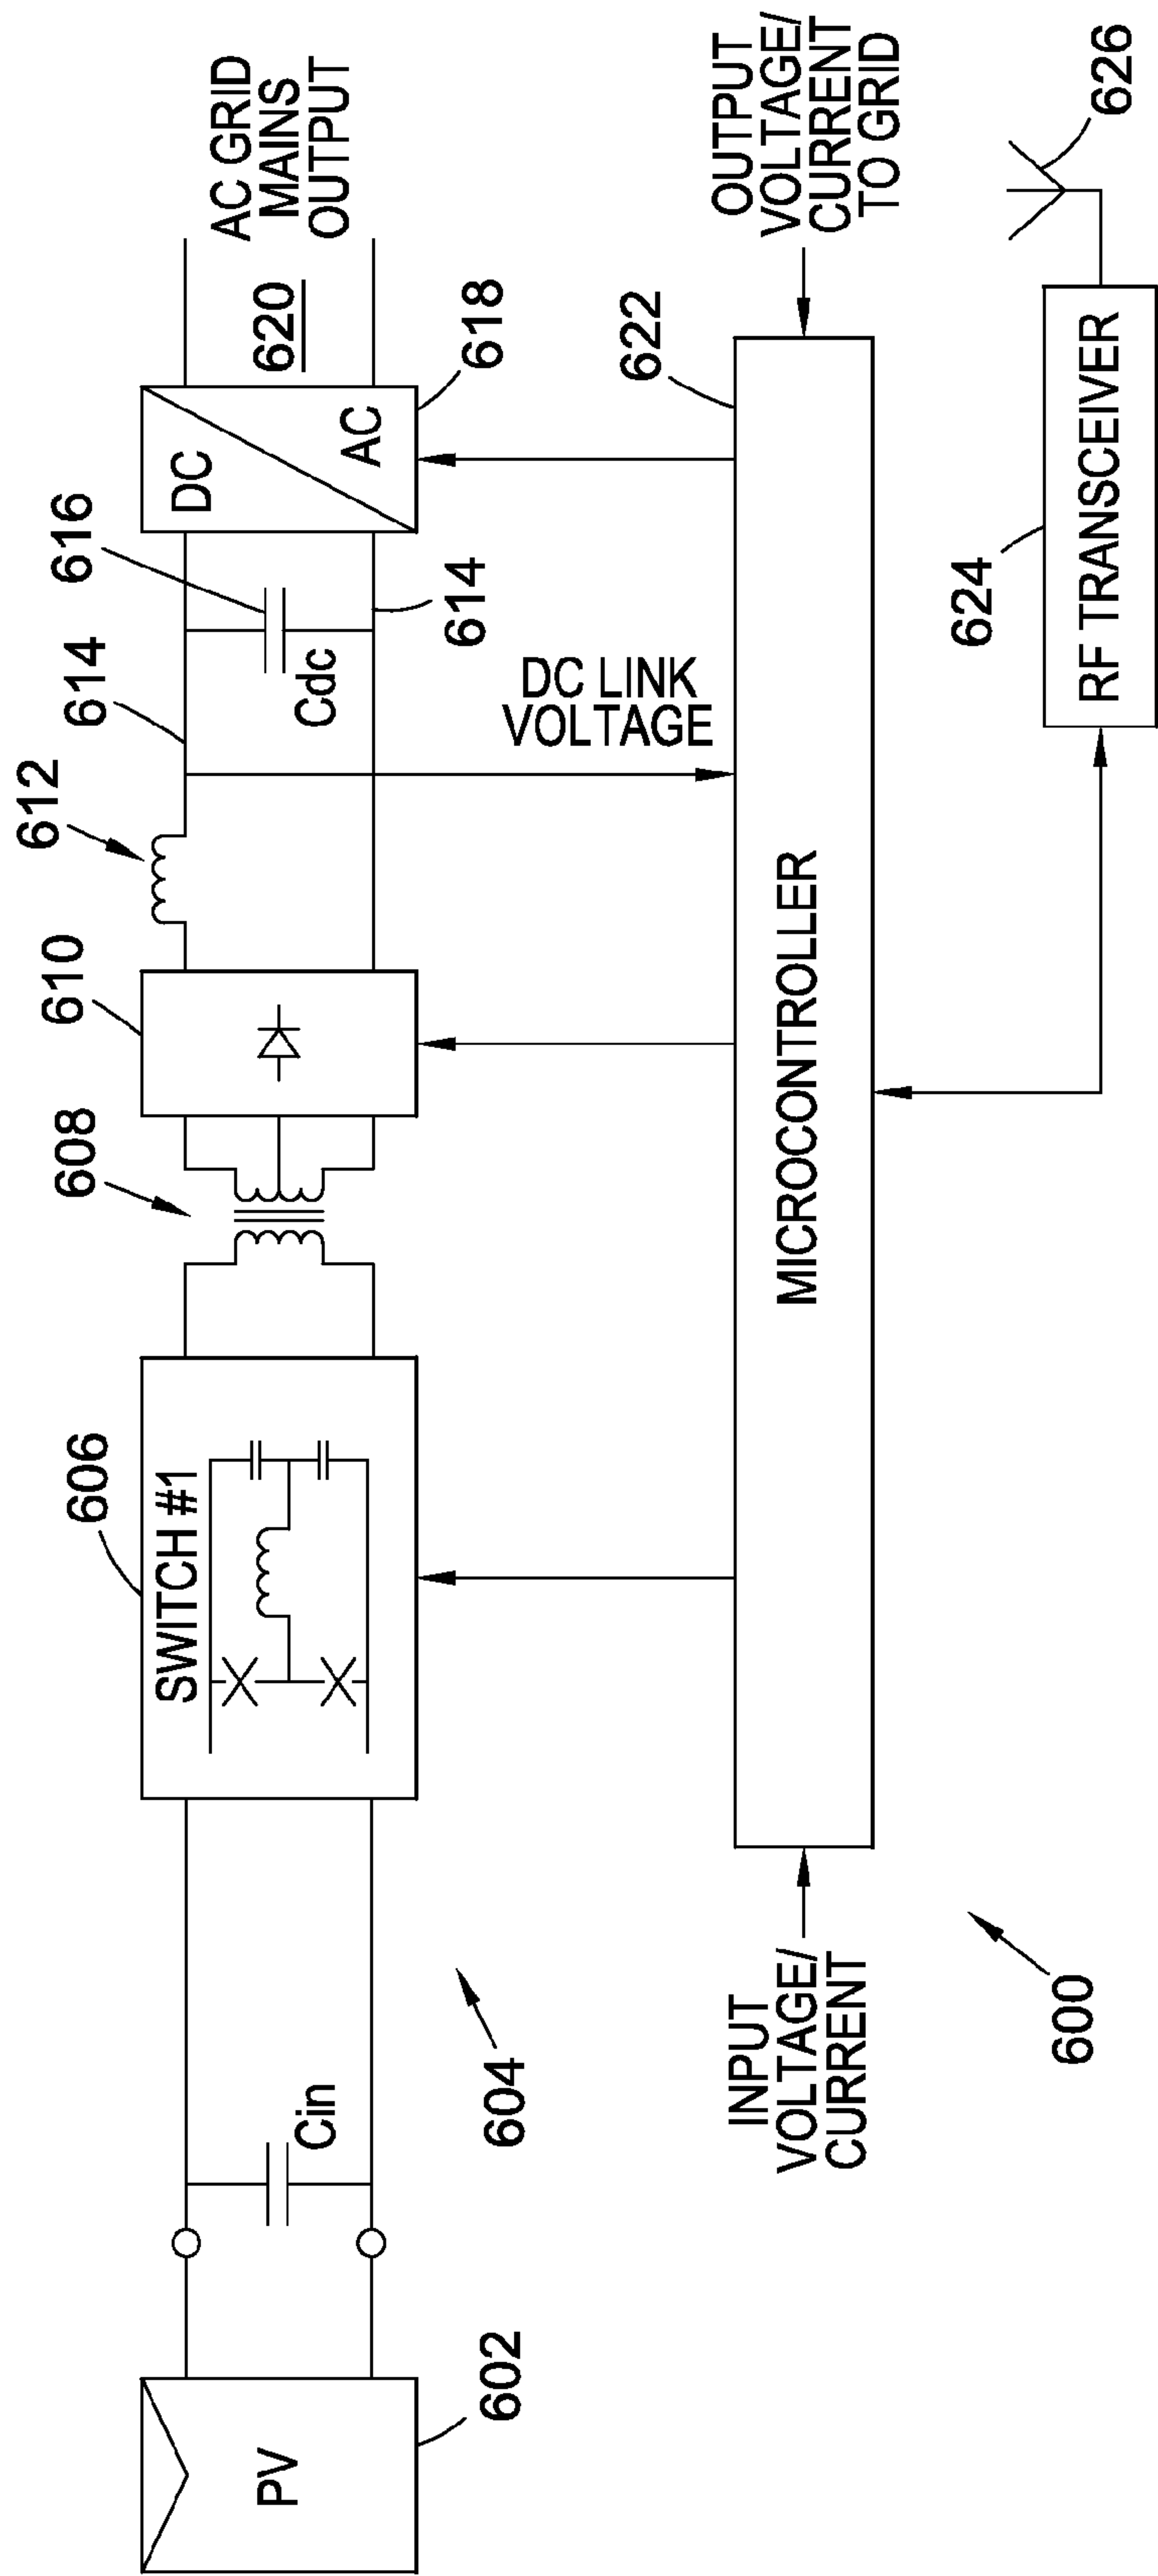 612
614
616
610
608
606
SWITCH #1
DC
AC
AC GRID
MAINS
OUTPUT
620
618
614
Cdc
Cin
PV
602
604
DC LINK
VOLTAGE
622
OUTPUT
VOLTAGE/
CURRENT
TO GRID
INPUT
VOLTAGE/
CURRENT
MICROCONTROLLER
624
RF TRANSCEIVER
626
600